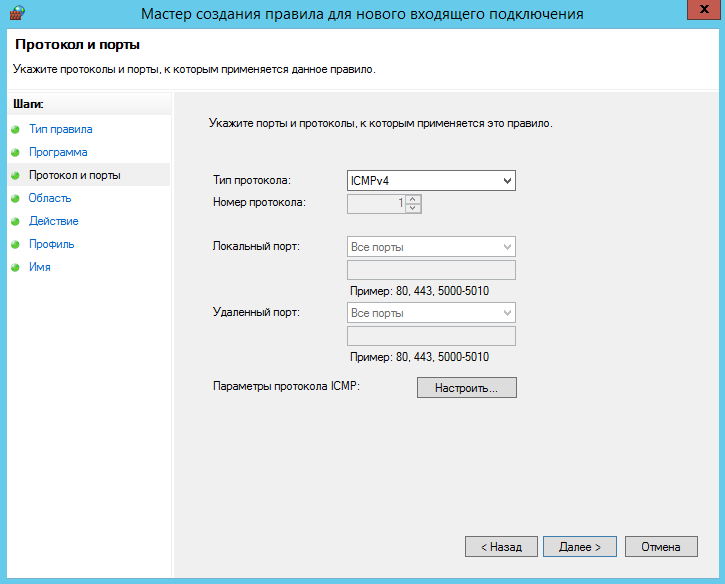 Мастер создания правила для нового входящего подключения
x
Протокол и порты
Укажите протоколы и порты, к которым применяется данное правило.
Шаги:
Тип правила
Программа
Протокол и порты
Область
Действие
Профиль
Имя
Укажите порты и протоколы, к которым применяется это правило.
Тип протокола: ICMPv4
Номер протокола: 1
Локальный порт: Все порты
Пример: 80, 443, 5000-5010
Удаленный порт: Все порты
Пример: 80, 443, 5000-5010
Параметры протокола ICMP: Настроить...
< Назад Далее > Отмена